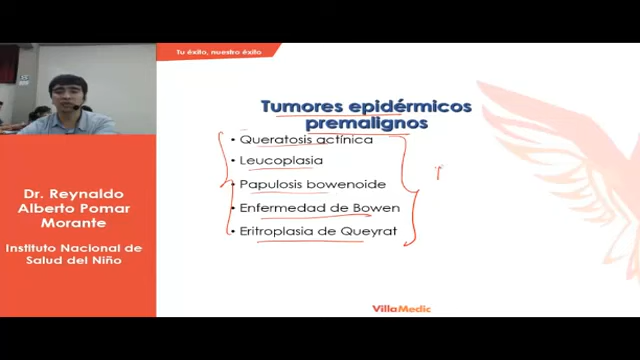 Tu éxito, nuestro éxito
Tumores epidérmicos
premalignos
• Queratosis actínica
• Leucoplasia
• Papulosis bowenoide
• Enfermedad de Bowen
• Eritroplasia de Queyrat
Dr. Reynaldo
Alberto Pomar
Morante
Instituto Nacional de
Salud del Niño
VillaMedic